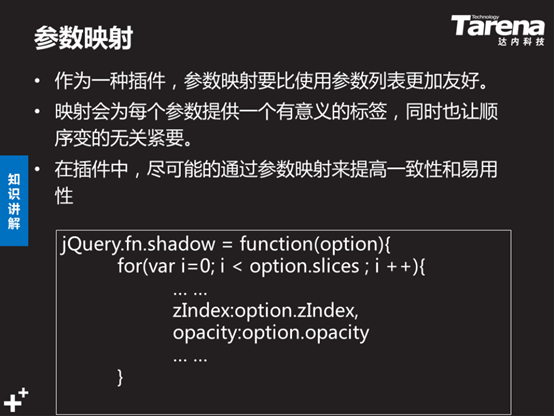 参数映射
Technology
Tarena
达内科技
• 作为一种插件，参数映射要比使用参数列表更加友好。
• 映射会为每个参数提供一个有意义的标签，同时也让顺
序变的无关紧要。
• 在插件中，尽可能的通过参数映射来提高一致性和易用
性
知识讲解
jQuery.fn.shadow = function(option){
for(var i=0; i < option.slices ; i ++){
... ...
zIndex:option.zIndex,
opacity:option.opacity
... ...
}